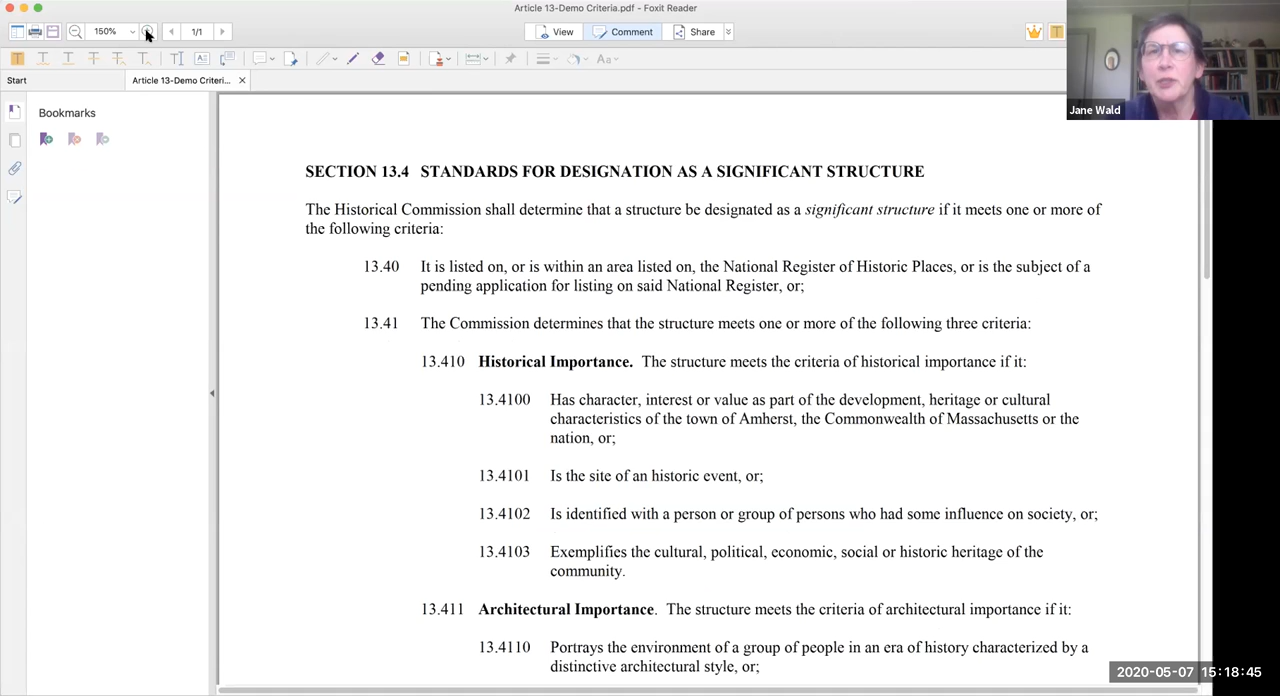 Article 13-Demo Criteria.pdf - Foxit Reader
150%
1/1
View
Comment
Share
Start
Article 13-Demo Criteri...
Jane Wald
Bookmarks
SECTION 13.4 STANDARDS FOR DESIGNATION AS A SIGNIFICANT STRUCTURE
The Historical Commission shall determine that a structure be designated as a significant structure if it meets one or more of
the following criteria:
13.40 It is listed on, or is within an area listed on, the National Register of Historic Places, or is the subject of a
pending application for listing on said National Register, or;
13.41 The Commission determines that the structure meets one or more of the following three criteria:
13.410 Historical Importance. The structure meets the criteria of historical importance if it:
13.4100 Has character, interest or value as part of the development, heritage or cultural
characteristics of the town of Amherst, the Commonwealth of Massachusetts or the
nation, or;
13.4101 Is the site of an historic event, or;
13.4102 Is identified with a person or group of persons who had some influence on society, or;
13.4103 Exemplifies the cultural, political, economic, social or historic heritage of the
community.
13.411 Architectural Importance. The structure meets the criteria of architectural importance if it:
13.4110 Portrays the environment of a group of people in an era of history characterized by a
distinctive architectural style, or;
2020-05-07 15:18:45